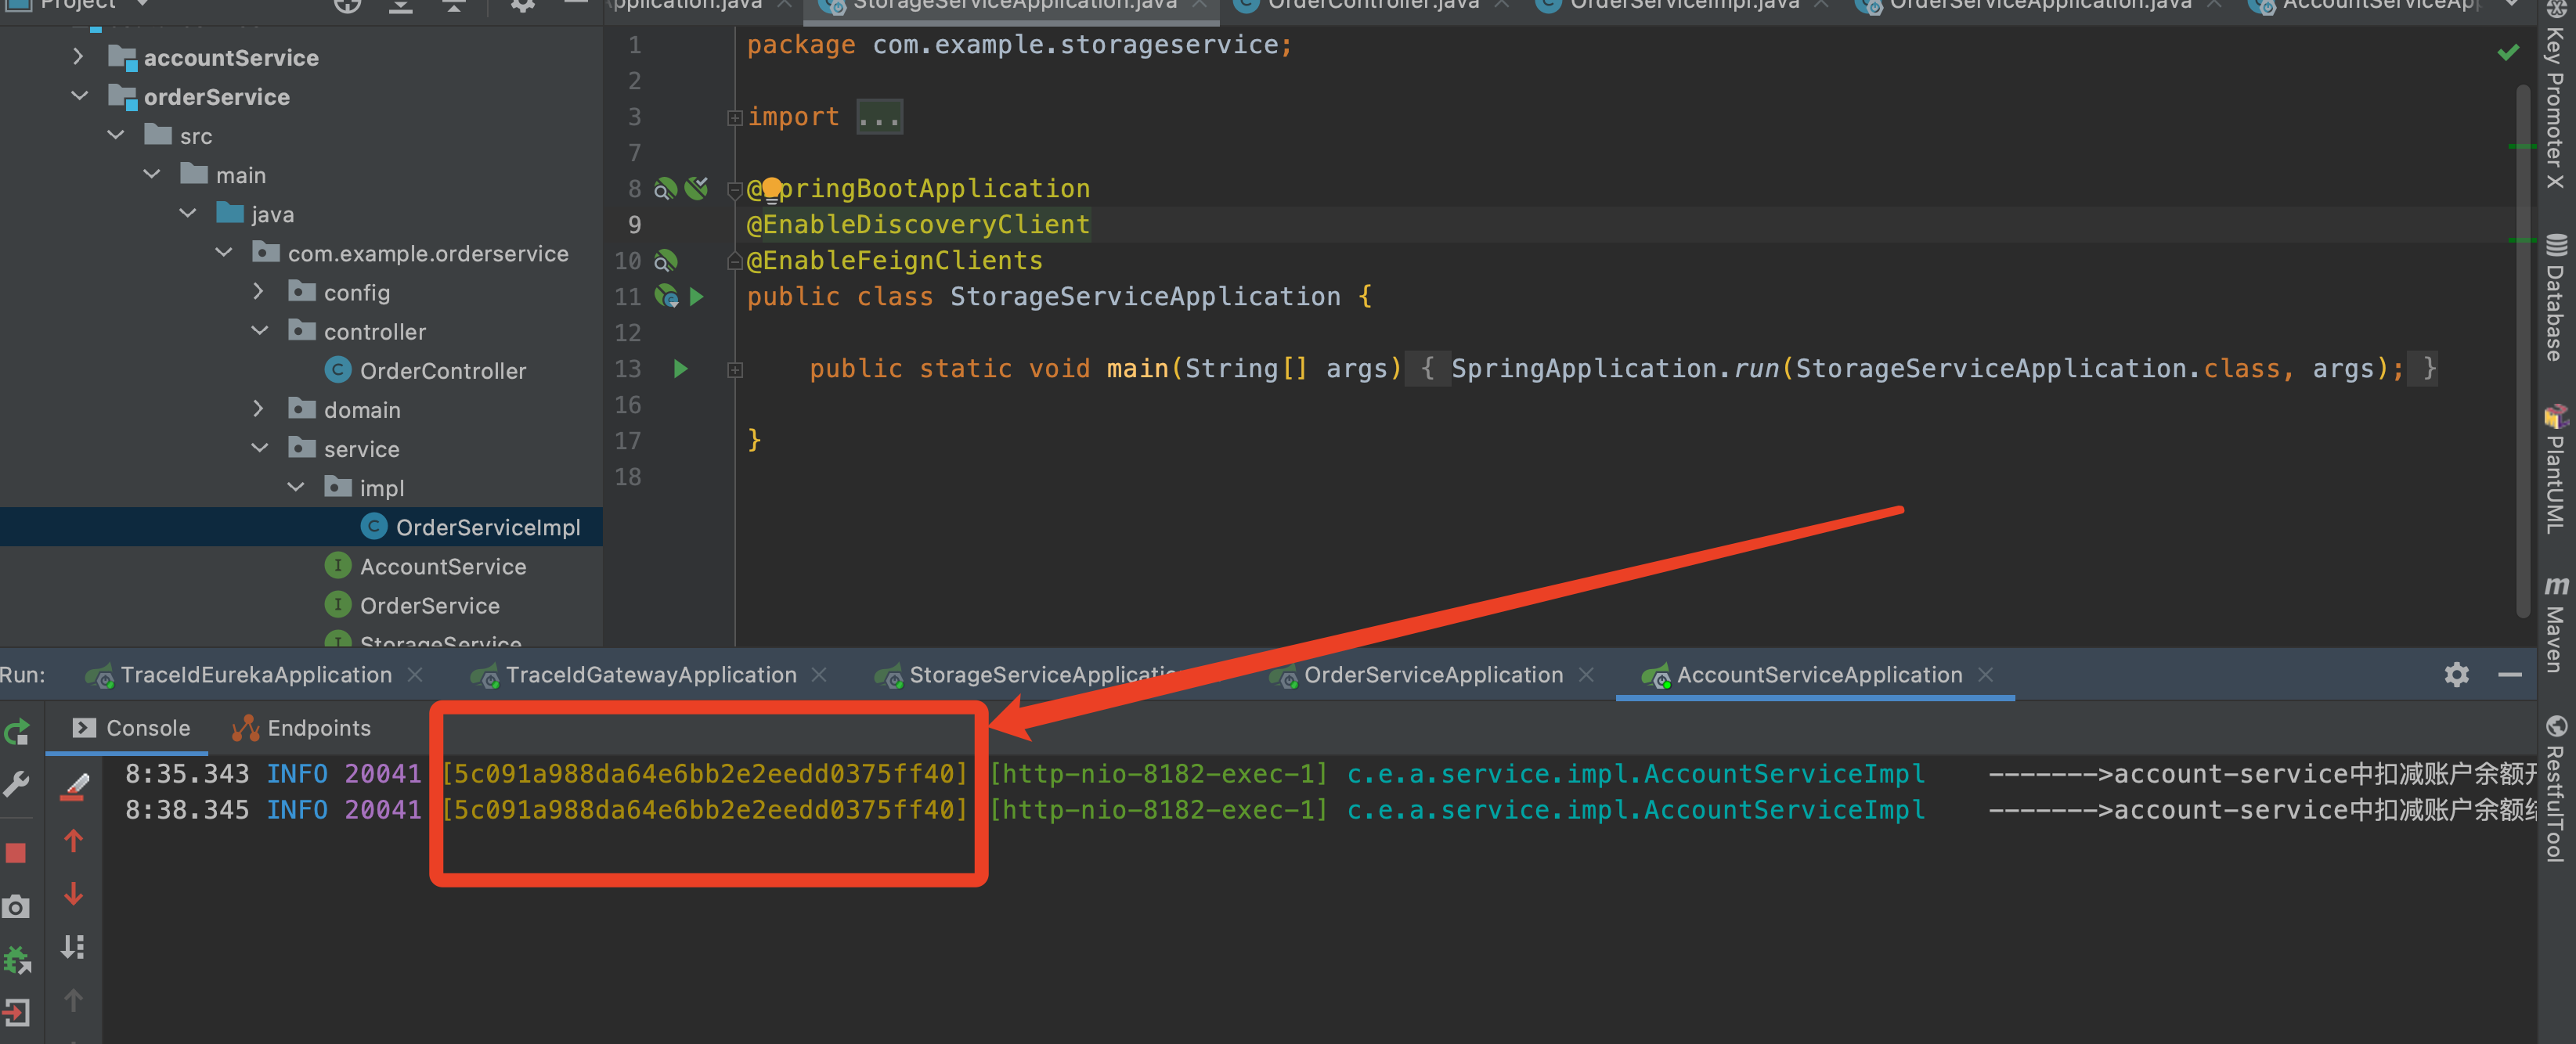 Project
StorageServiceApplication.java
OrderController.java
OrderServiceImpl.java
OrderServiceApplication.java
accountService
orderService
src
main
java
com.example.orderservice
config
controller
OrderController
domain
service
impl
OrderServiceImpl
AccountService
OrderService
StorageService
1 package com.example.storageservice;
2
3 import ...
7
8 @SpringBootApplication
9 @EnableDiscoveryClient
10 @EnableFeignClients
11 public class StorageServiceApplication {
12
13 public static void main(String[] args) { SpringApplication.run(StorageServiceApplication.class, args); }
16
17 }
18
Key Promoter X
Database
PlantUML
Maven
RestfulTool
Run: TraceIdEurekaApplication TraceIdGatewayApplication StorageServiceApplicatio OrderServiceApplication AccountServiceApplication
Console Endpoints
8:35.343 INFO 20041 [5c091a988da64e6bb2e2eedd0375ff40] [http-nio-8182-exec-1] c.e.a.service.impl.AccountServiceImpl ------->account-service中扣减账户余额开
8:38.345 INFO 20041 [5c091a988da64e6bb2e2eedd0375ff40] [http-nio-8182-exec-1] c.e.a.service.impl.AccountServiceImpl ------->account-service中扣减账户余额结